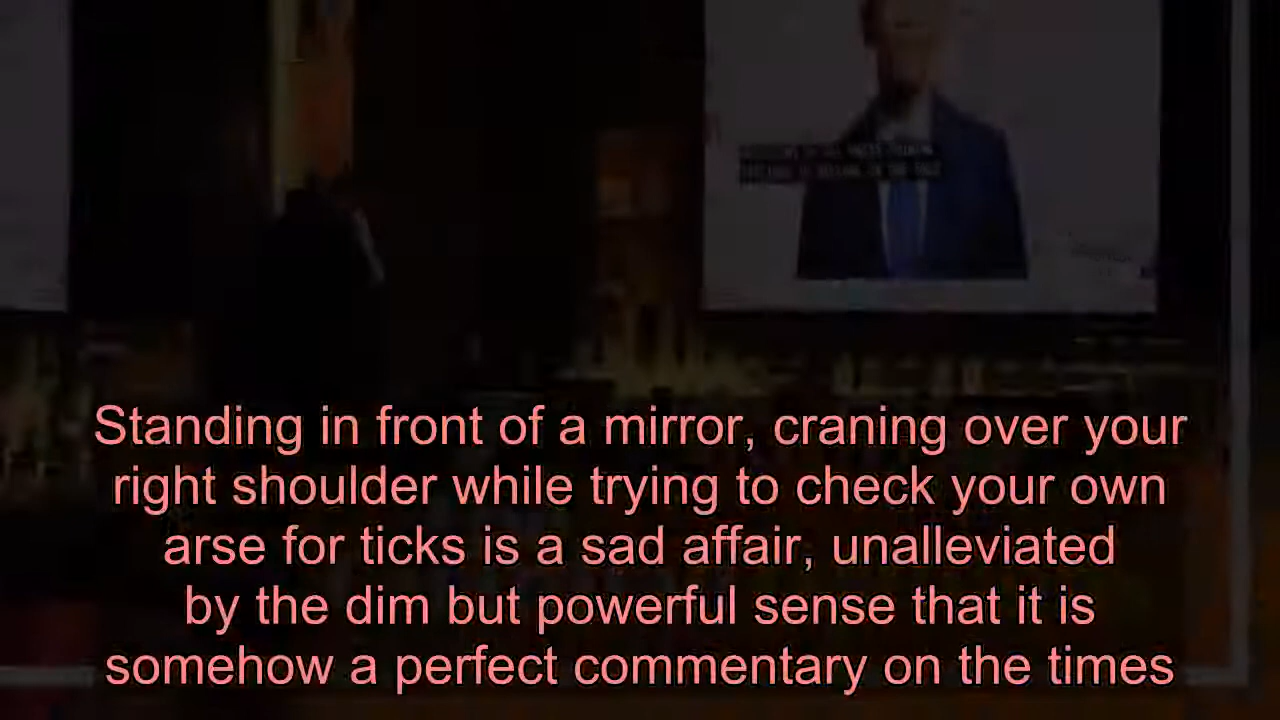 Standing in front of a mirror, craning over your
right shoulder while trying to check your own
arse for ticks is a sad affair, unalleviated
by the dim but powerful sense that it is
somehow a perfect commentary on the times